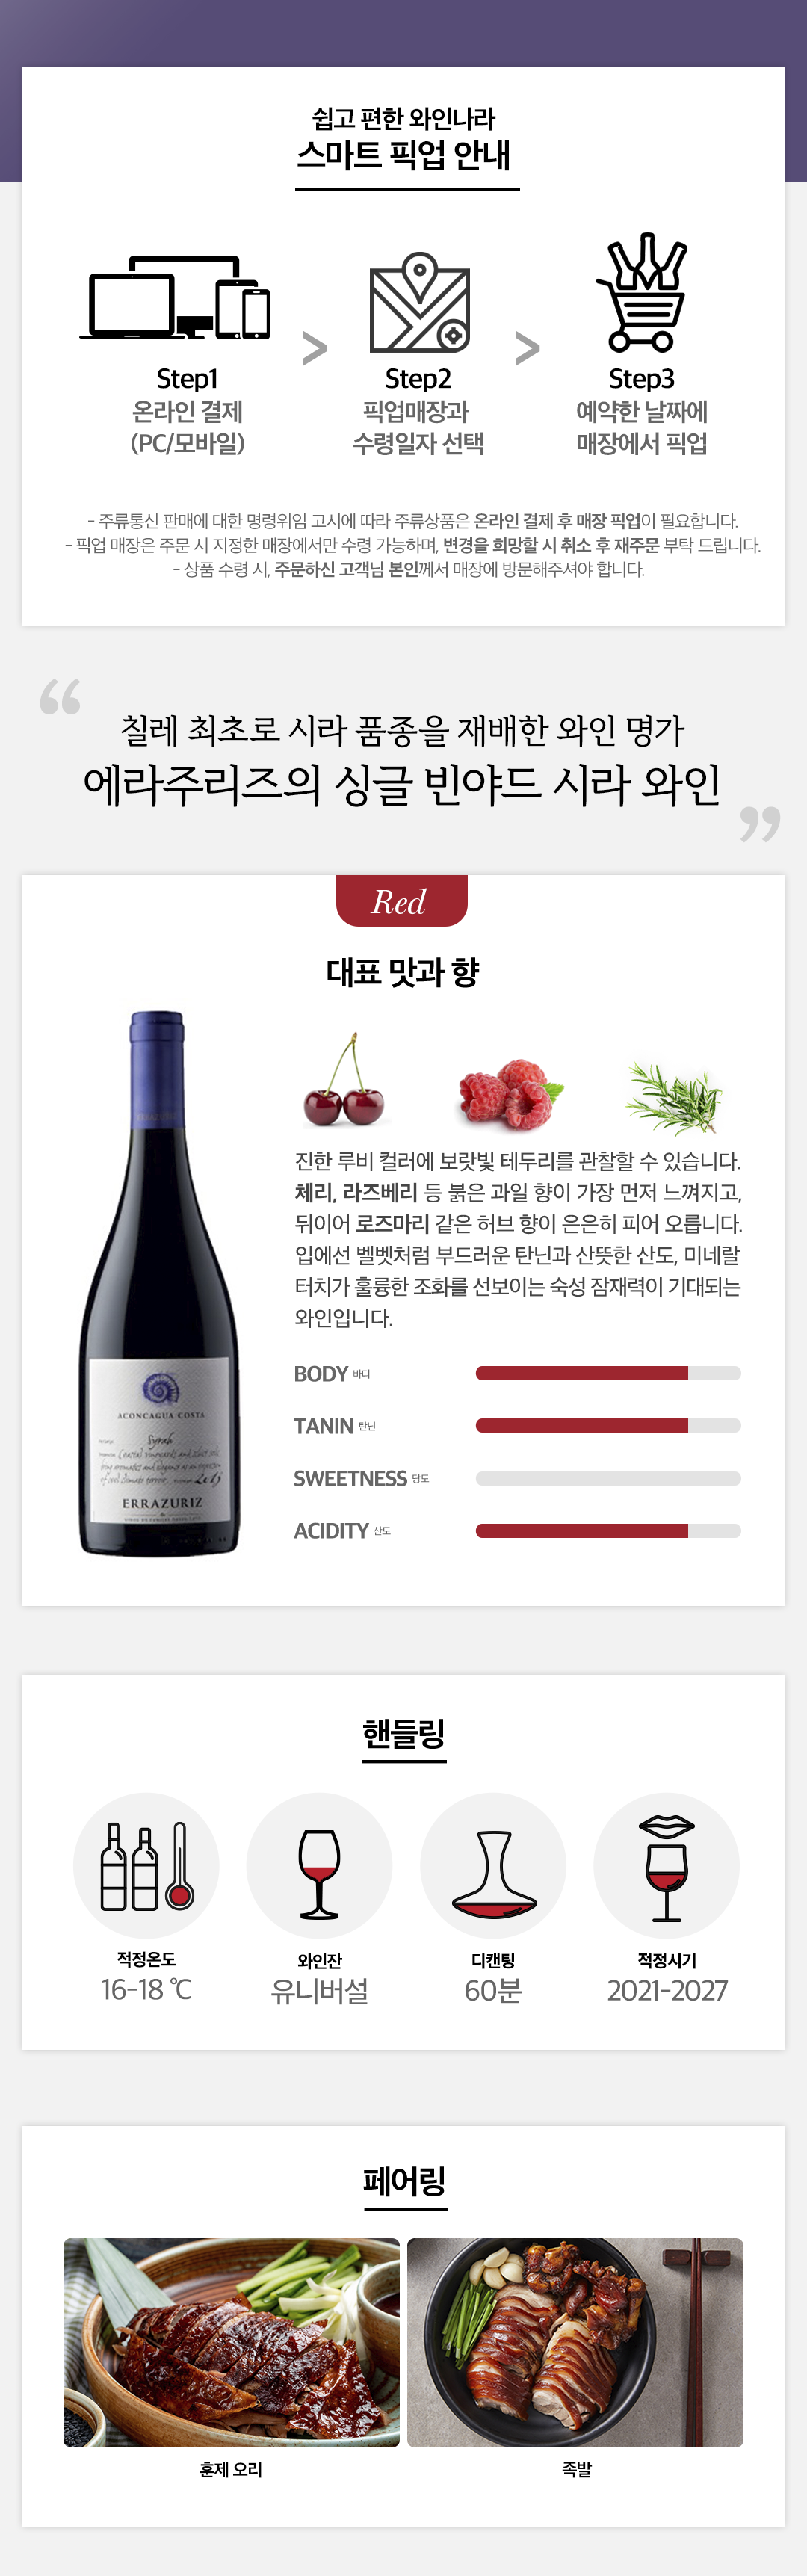 쉽고 편한 와인나라
스마트 픽업 안내
Step1
온라인 결제
(PC/모바일)
>
Step2
픽업매장과
수령일자 선택
>
Step3
예약한 날짜에
매장에서 픽업
- 주류통신 판매에 대한 명령위임 고시에 따라 주류상품은 온라인 결제 후 매장 픽업이 필요합니다.
- 픽업 매장은 주문 시 지정한 매장에서만 수령 가능하며, 변경을 희망할 시 취소 후 재주문 부탁 드립니다.
- 상품 수령 시, 주문하신 고객님 본인께서 매장에 방문해주셔야 합니다.
“
칠레 최초로 시라 품종을 재배한 와인 명가
에라주리즈의 싱글 빈야드 시라 와인
”
Red
대표 맛과 향
진한 루비 컬러에 보랏빛 테두리를 관찰할 수 있습니다.
체리, 라즈베리 등 붉은 과일 향이 가장 먼저 느껴지고,
뒤이어 로즈마리 같은 허브 향이 은은히 피어 오릅니다.
입에선 벨벳처럼 부드러운 탄닌과 산뜻한 산도, 미네랄
터치가 훌륭한 조화를 선보이는 숙성 잠재력이 기대되는
와인입니다.
ERRAZURIZ
ACONCAGUA COSTA
Syrah
ERRAZURIZ
BODY 바디
TANIN 탄닌
SWEETNESS 당도
ACIDITY 산도
핸들링
적정온도
16-18 ℃
와인잔
유니버설
디캔팅
60분
적정시기
2021-2027
페어링
훈제 오리
족발